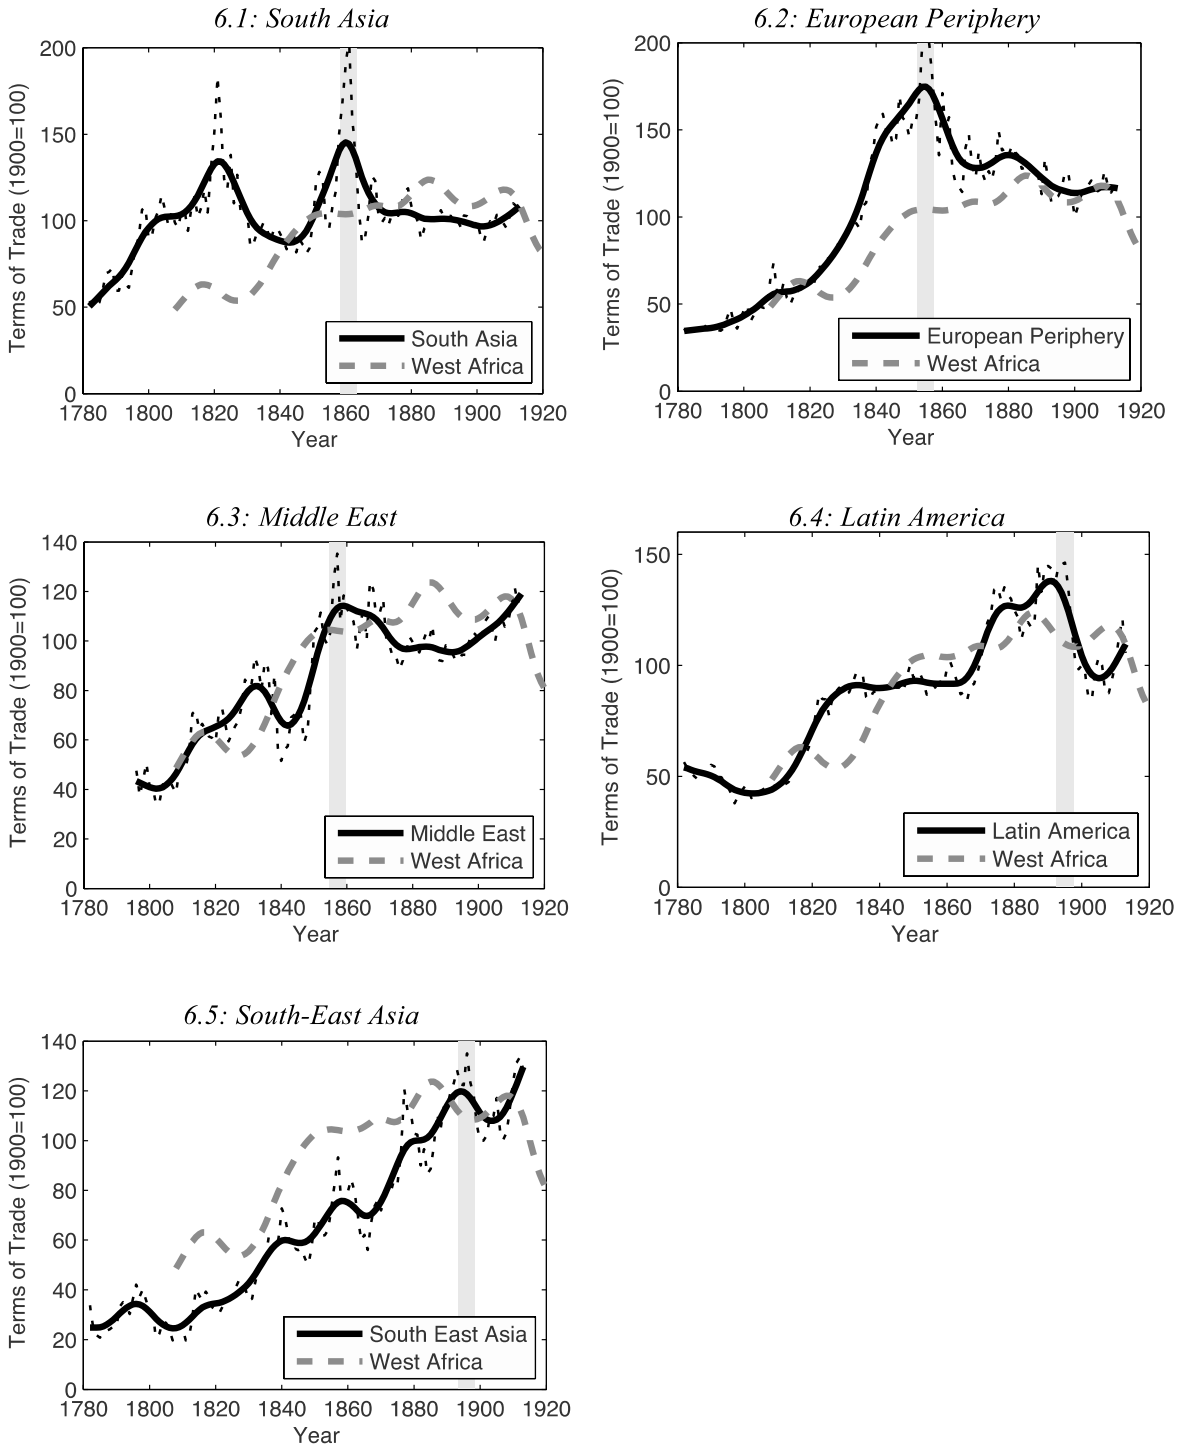 6.1: South Asia
Terms of Trade (1900=100)
200
150
100
50
0
1780 1800 1820 1840 1860 1880 1900 1920
Year
South Asia
West Africa
6.2: European Periphery
Terms of Trade (1900=100)
200
150
100
50
0
1780 1800 1820 1840 1860 1880 1900 1920
Year
European Periphery
West Africa
6.3: Middle East
Terms of Trade (1900=100)
140
120
100
80
60
40
20
0
1780 1800 1820 1840 1860 1880 1900 1920
Year
Middle East
West Africa
6.4: Latin America
Terms of Trade (1900=100)
150
100
50
0
1780 1800 1820 1840 1860 1880 1900 1920
Year
Latin America
West Africa
6.5: South-East Asia
Terms of Trade (1900=100)
140
120
100
80
60
40
20
0
1780 1800 1820 1840 1860 1880 1900 1920
Year
South East Asia
West Africa